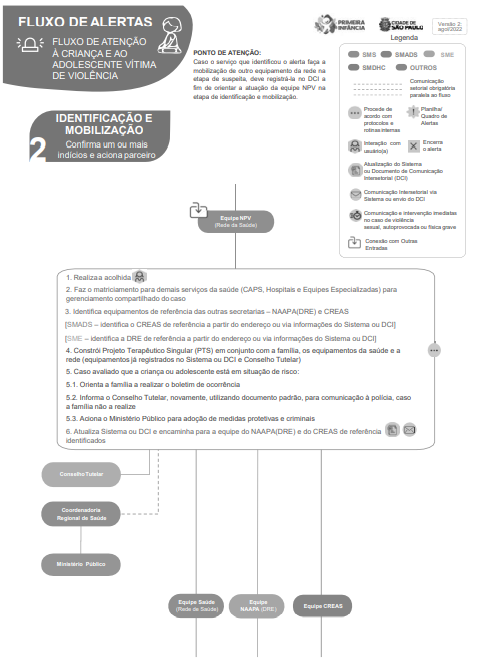 FLUXO DE ALERTAS
FLUXO DE ATENÇÃO
À CRIANÇA E AO
ADOLESCENTE VÍTIMA
DE VIOLÊNCIA
PRIMEIRA
INFÂNCIA
CIDADE DE
SÃO PAULO
Versão 2:
ago/2022
PONTO DE ATENÇÃO:
Caso o serviço que identificou o alerta faça a
mobilização de outro equipamento da rede na
etapa de suspeita, deve registrá-la no DCI a
fim de orientar a atuação da equipe NPV na
etapa de identificação e mobilização.
Legenda
SMS SMADS SME
SMDHC OUTROS
Comunicação
setorial obrigatória
paralela ao fluxo
Procede de
acordo com
protocolos e
rotinas internas
Planilha/
Quadro de
Alertas
Interação com
usuário(s)
Encerra
o alerta
Atualização do Sistema
ou Documento de Comunicação
Intersetorial (DCI)
Comunicação Intersetorial via
Sistema ou envio do DCI
Comunicação e intervenção imediatas
no caso de violência
sexual, autoprovocada ou física grave
Conexão com Outras
Entradas
2
IDENTIFICAÇÃO E
MOBILIZAÇÃO
Confirma um ou mais
indícios e aciona parceiro
Equipe NPV
(Rede da Saúde)
1. Realiza a acolhida
2. Faz o matriciamento para demais serviços da saúde (CAPS, Hospitais e Equipes Especializadas) para
gerenciamento compartilhado do caso
3. Identifica equipamentos de referência das outras secretarias – NAAPA(DRE) e CREAS
[SMADS – identifica o CREAS de referência a partir do endereço ou via informações do Sistema ou DCI]
[SME – identifica a DRE de referência a partir do endereço ou via informações do Sistema ou DCI]
4. Constrói Projeto Terapêutico Singular (PTS) em conjunto com a família, os equipamentos da saúde e a
rede (equipamentos já registrados no Sistema ou DCI e Conselho Tutelar)
5. Caso avaliado que a criança ou adolescente está em situação de risco:
5.1. Orienta a família a realizar o boletim de ocorrência
5.2. Informa o Conselho Tutelar, novamente, utilizando documento padrão, para comunicação à polícia, caso
a família não a realize
5.3. Aciona o Ministério Público para adoção de medidas protetivas e criminais
6. Atualiza Sistema ou DCI e encaminha para a equipe do NAAPA(DRE) e do CREAS de referência
identificados
Conselho Tutelar
Coordenadoria
Regional de Saúde
Ministério Público
Equipe Saúde
(Rede de Saúde)
Equipe
NAAPA (DRE)
Equipe CREAS